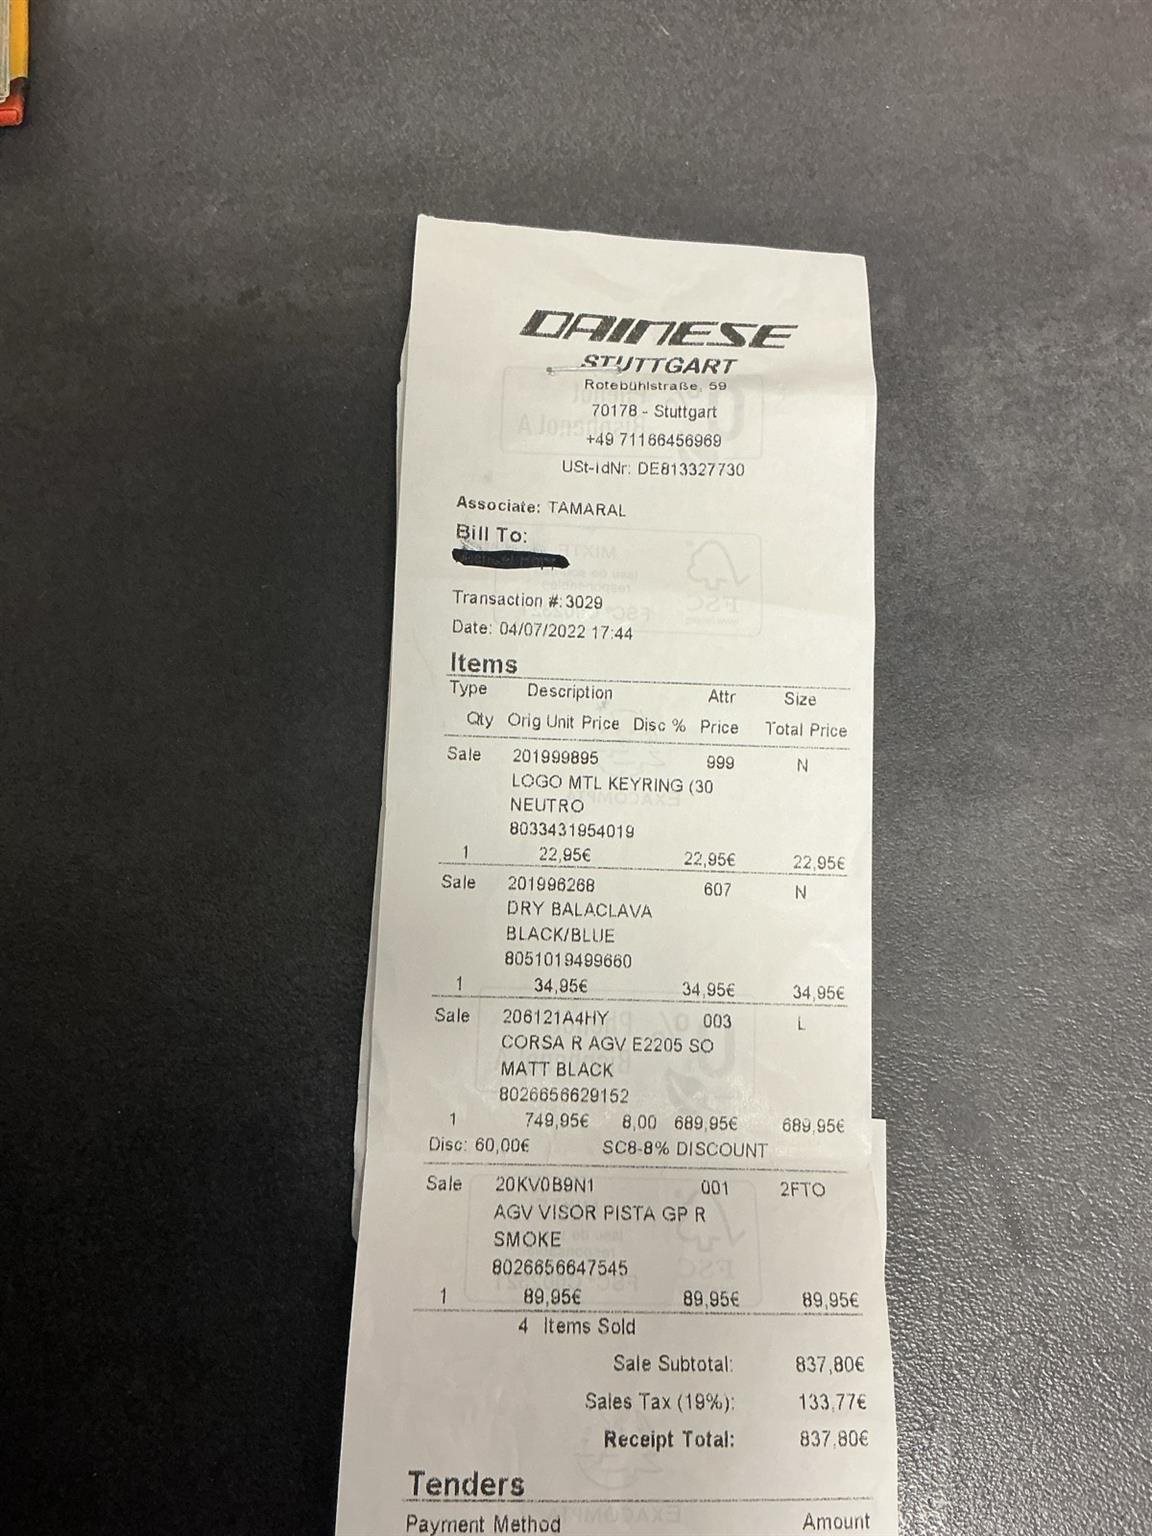 DAINESE
STUTTGART
Rotebühlstraße, 59
70178 - Stuttgart
+49 71166456969
USt-IdNr: DE813327730
Associate: TAMARAL
Bill To:
Transaction #:3029
Date: 04/07/2022 17:44
Items
Type Description Attr Size
Qty Orig Unit Price Disc % Price Total Price
Sale 201999895 999 N
LOGO MTL KEYRING (30
NEUTRO
8033431954019
1 22,95€ 22,95€ 22,95€
Sale 201996268 607 N
DRY BALACLAVA
BLACK/BLUE
8051019499660
1 34,95€ 34,95€ 34,95€
Sale 206121A4HY 003 L
CORSA R AGV E2205 SO
MATT BLACK
8026656629152
1 749,95€ 8,00 689,95€ 689,95€
Disc: 60,00€ SC8-8% DISCOUNT
Sale 20KV0B9N1 001 2FTO
AGV VISOR PISTA GP R
SMOKE
8026656647545
1 89,95€ 89,95€ 89,95€
4 Items Sold
Sale Subtotal: 837,80€
Sales Tax (19%): 133,77€
Receipt Total: 837,80€
Tenders
Payment Method Amount